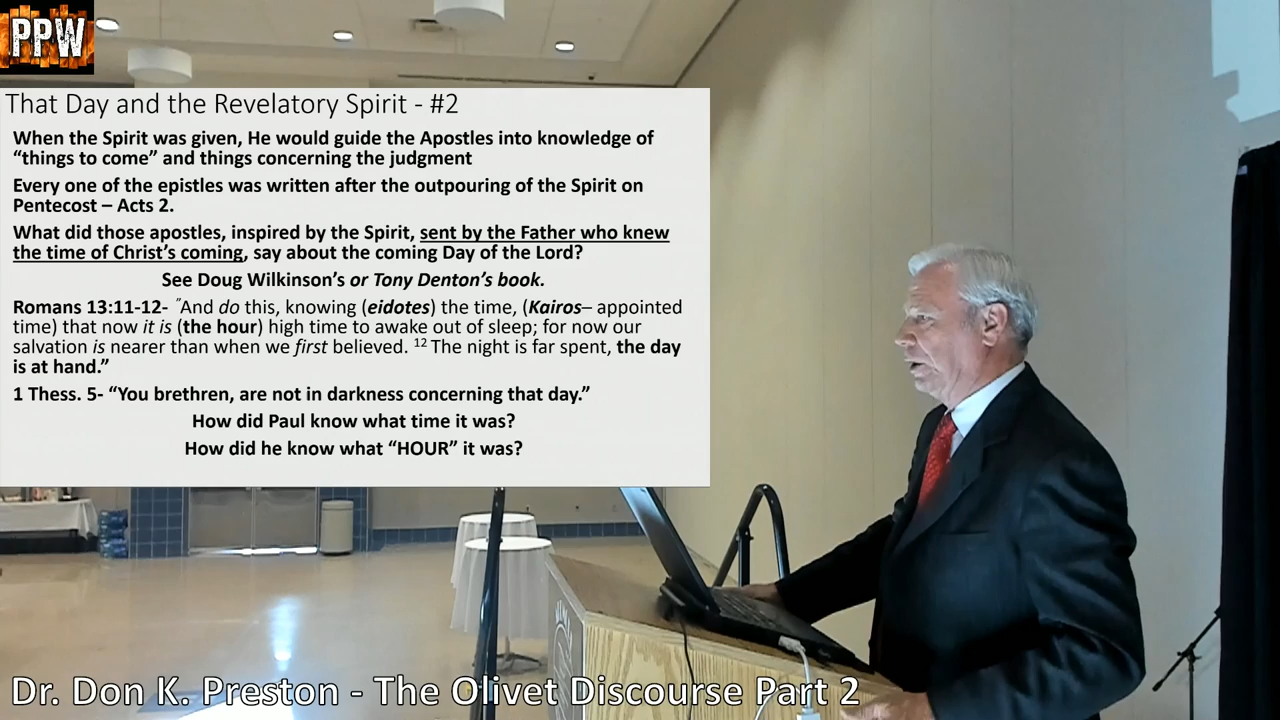 PPW
That Day and the Revelatory Spirit - #2
When the Spirit was given, He would guide the Apostles into knowledge of
“things to come” and things concerning the judgment
Every one of the epistles was written after the outpouring of the Spirit on
Pentecost – Acts 2.
What did those apostles, inspired by the Spirit, sent by the Father who knew
the time of Christ’s coming, say about the coming Day of the Lord?
See Doug Wilkinson’s or Tony Denton’s book.
Romans 13:11-12- “And do this, knowing (eidotes) the time, (Kairos– appointed
time) that now it is (the hour) high time to awake out of sleep; for now our
salvation is nearer than when we first believed. 12 The night is far spent, the day
is at hand.”
1 Thess. 5- “You brethren, are not in darkness concerning that day.”
How did Paul know what time it was?
How did he know what “HOUR” it was?
Dr. Don K. Preston - The Olivet Discourse Part 2